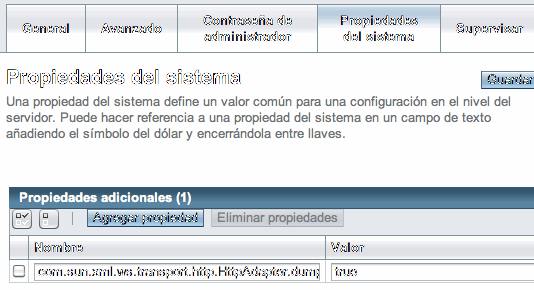 General
Avanzado
Contraseña de
administrador
Propiedades
del sistema
Supervisar
Propiedades del sistema
Guardar
Una propiedad del sistema define un valor común para una configuración en el nivel del
servidor. Puede hacer referencia a una propiedad del sistema en un campo de texto
añadiendo el símbolo del dólar y encerrándola entre llaves.
Propiedades adicionales (1)
Agregar propiedad
Eliminar propiedades
Nombre
Valor
com.sun.xml.ws.transport.http.HttpAdapter.dump
true